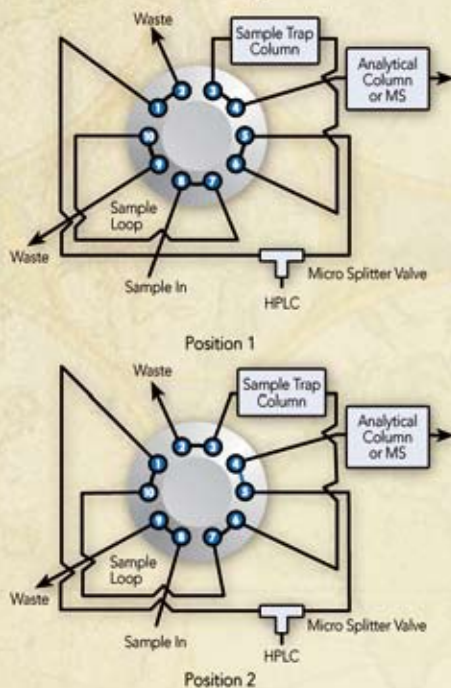 Waste
Sample Trap
Column
Analytical
Column
or MS
2
3
1
4
10
5
9
6
8
7
Sample
Loop
Waste
Sample In
Micro Splitter Valve
HPLC
Position 1
Waste
Sample Trap
Column
Analytical
Column
or MS
2
3
1
4
10
5
9
6
8
7
Sample
Loop
Waste
Sample In
Micro Splitter Valve
HPLC
Position 2